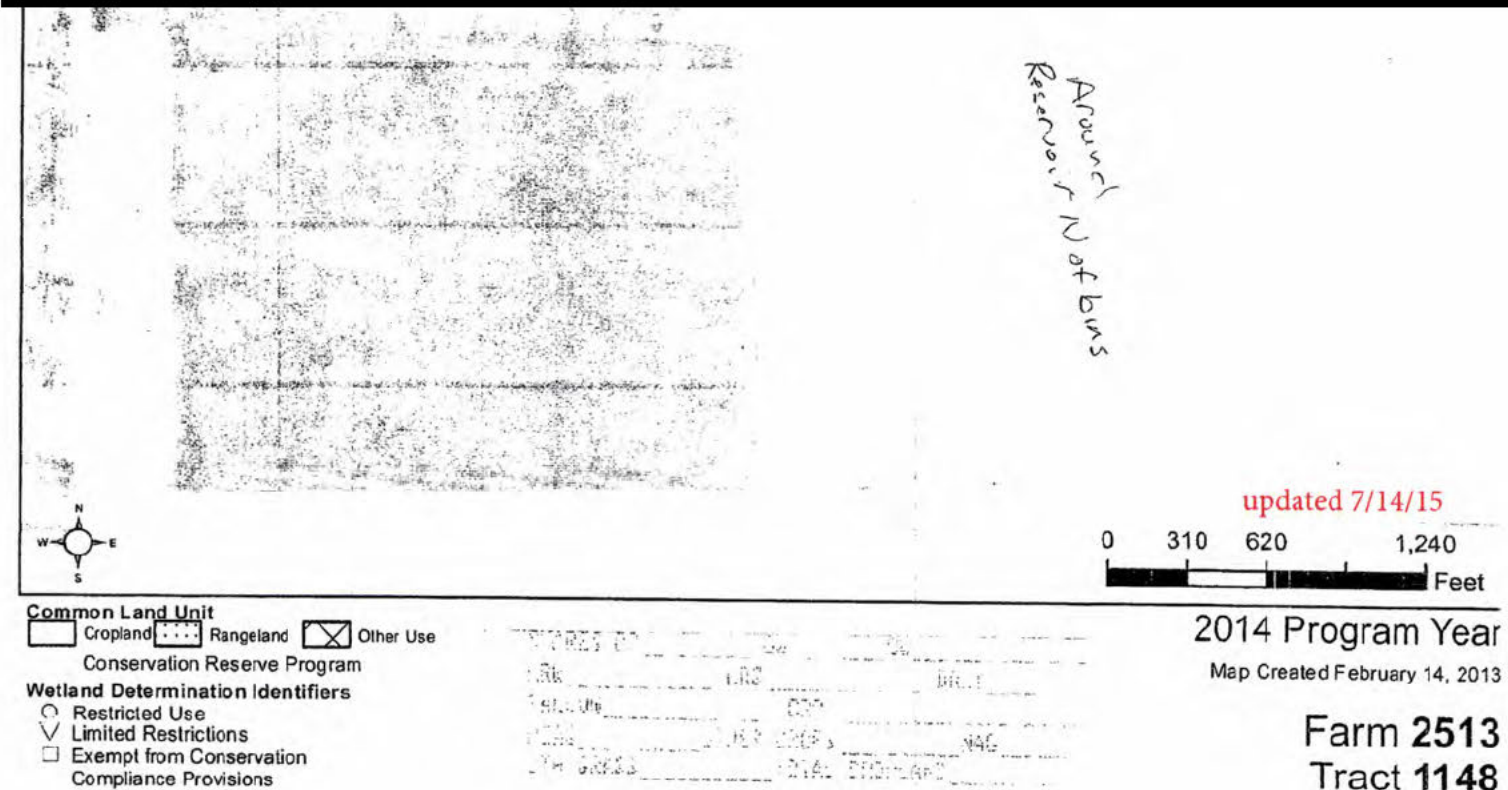 Around
Reservoir N of bins
updated 7/14/15
N
W E
S
0 310 620 1,240
Feet
Common Land Unit
Cropland Rangeland Other Use
Conservation Reserve Program
Wetland Determination Identifiers
Restricted Use
Limited Restrictions
Exempt from Conservation
Compliance Provisions
2014 Program Year
Map Created February 14, 2013
Farm 2513
Tract 1148